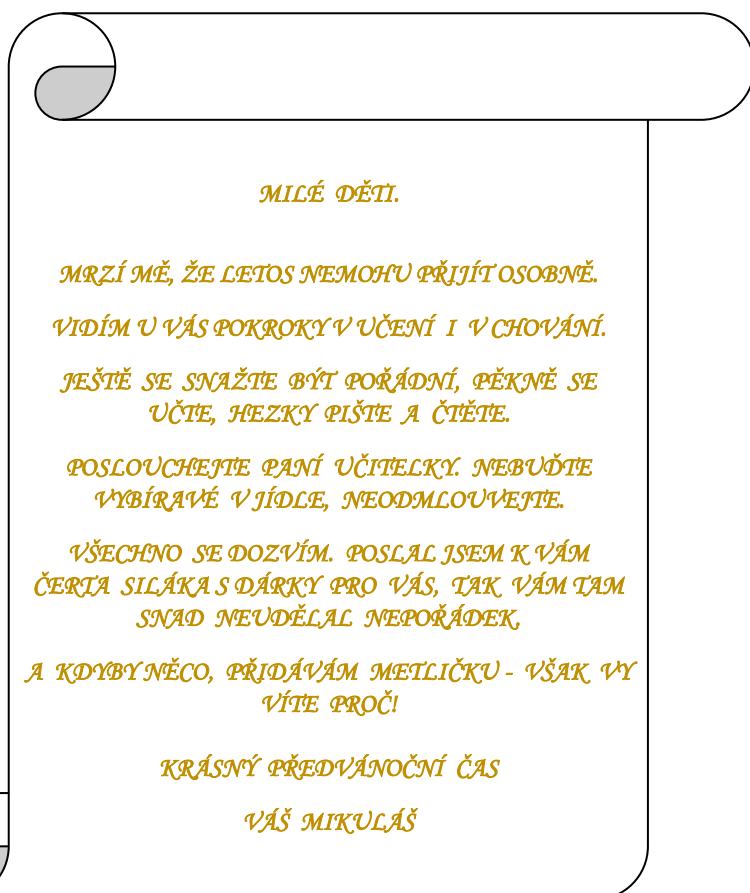 MILÉ DĚTI.
MRZÍ MĚ, ŽE LETOS NEMOHU PŘIJÍT OSOBNĚ.
VIDÍM U VÁS POKROKY V UČENÍ I V CHOVÁNÍ.
JEŠTĚ SE SNAŽTE BÝT POŘÁDNÍ, PĚKNĚ SE
UČTE, HEZKY PIŠTE A ČTĚTE.
POSLOUCHEJTE PANÍ UČITELKY. NEBUĎTE
VYBÍRAVÉ V JÍDLE, NEODMLOUVEJTE.
VŠECHNO SE DOZVÍM. POSLAL JSEM K VÁM
ČERTA SILÁKA S DÁRKY PRO VÁS, TAK VÁM TAM
SNAD NEUDĚLAL NEPOŘÁDEK.
A KDYBY NĚCO, PŘIDÁVÁM METLIČKU - VŠAK VY
VÍTE PROČ!
KRÁSNÝ PŘEDVÁNOČNÍ ČAS
VÁŠ MIKULÁŠ